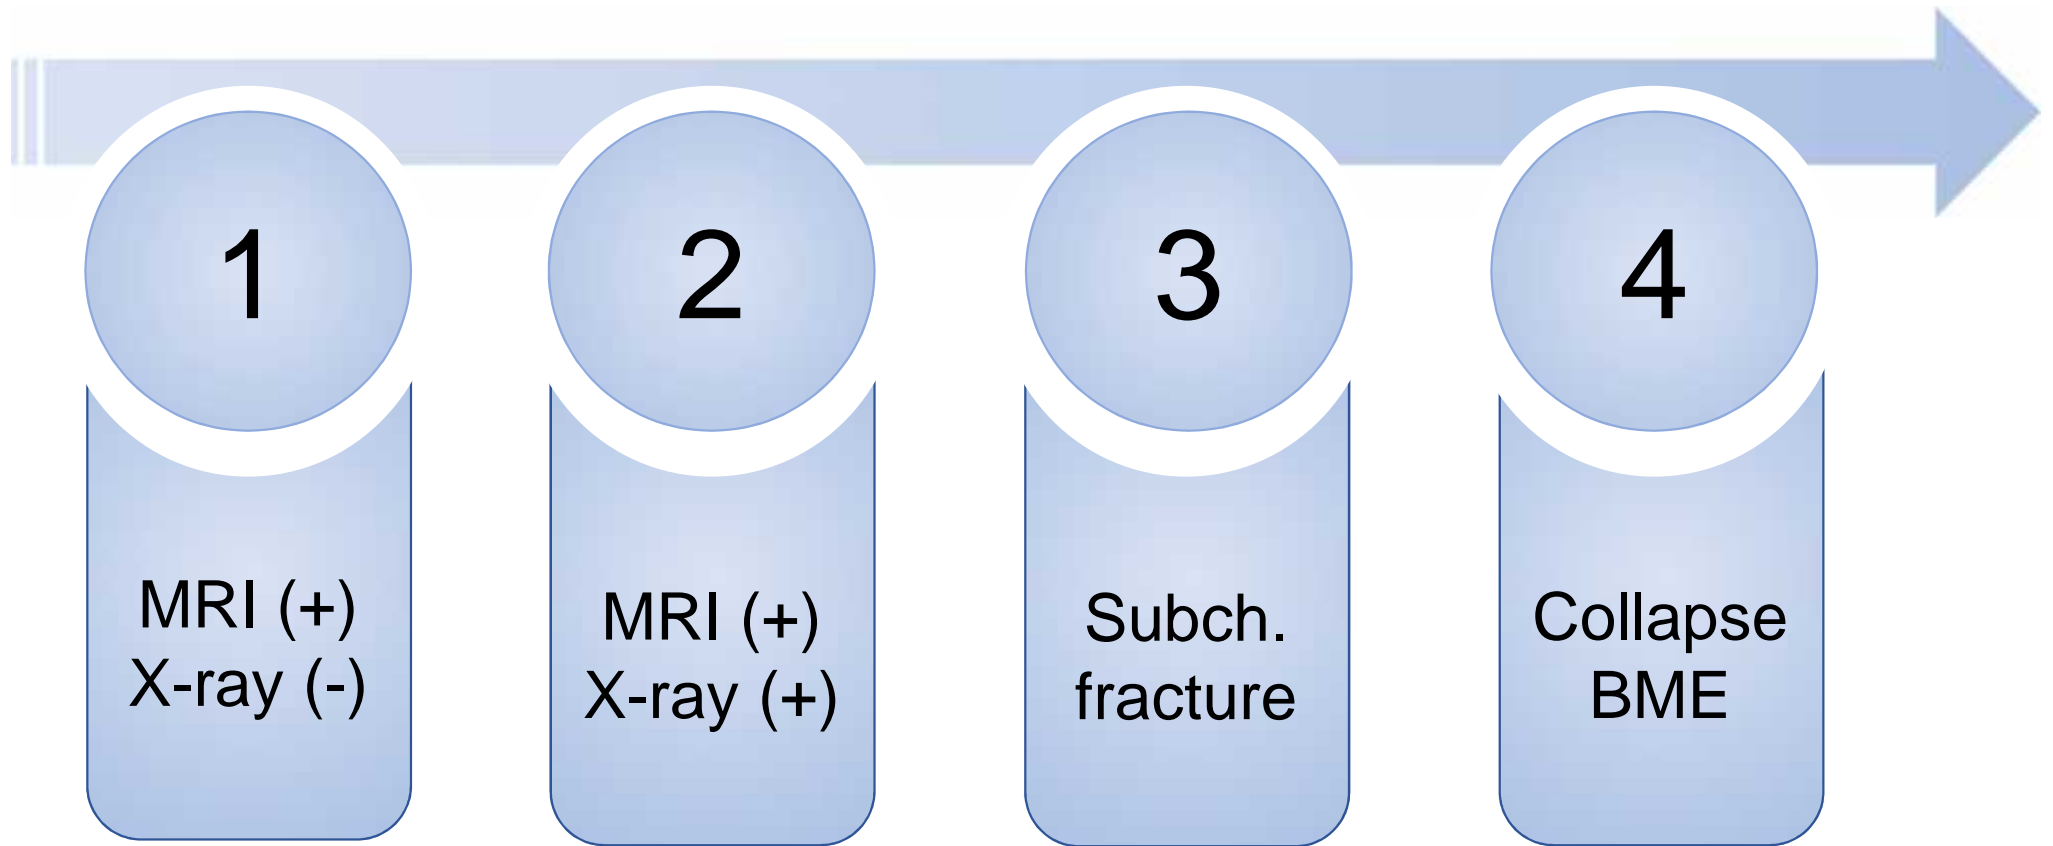 1
MRI (+)
X-ray (-)
2
MRI (+)
X-ray (+)
3
Subch.
fracture
4
Collapse
BME